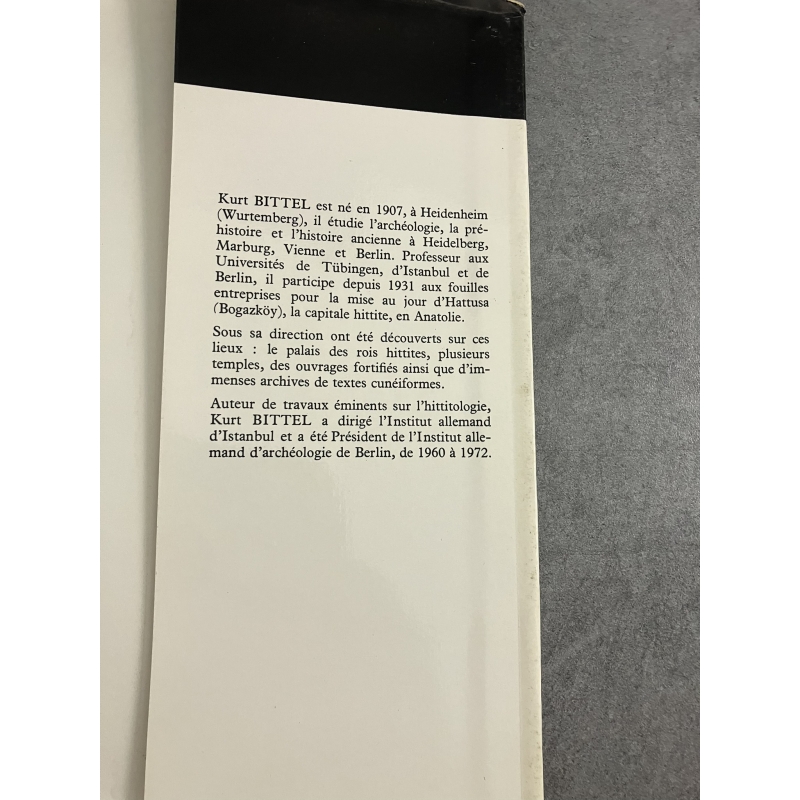 Kurt BITTEL est né en 1907, à Heidenheim
(Wurtemberg), il étudie l'archéologie, la pré-
histoire et l'histoire ancienne à Heidelberg,
Marburg, Vienne et Berlin. Professeur aux
Universités de Tübingen, d'Istanbul et de
Berlin, il participe depuis 1931 aux fouilles
entreprises pour la mise au jour d'Hattusa
(Bogazköy), la capitale hittite, en Anatolie.
Sous sa direction ont été découverts sur ces
lieux : le palais des rois hittites, plusieurs
temples, des ouvrages fortifiés ainsi que d'im-
menses archives de textes cunéiformes.
Auteur de travaux éminents sur l'hittitologie,
Kurt BITTEL a dirigé l'Institut allemand
d'Istanbul et a été Président de l'Institut alle-
mand d'archéologie de Berlin, de 1960 à 1972.